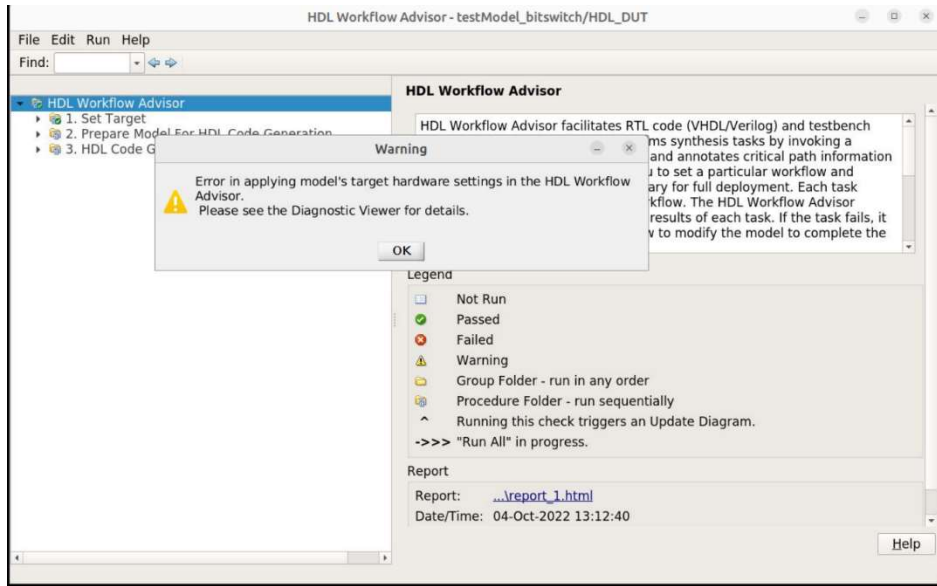 HDL Workflow Advisor - testModel_bitswitch/HDL_DUT
File Edit Run Help
Find:
HDL Workflow Advisor
1. Set Target
2. Prepare Model For HDL Code Generation
3. HDL Code G
HDL Workflow Advisor
HDL Workflow Advisor facilitates RTL code (VHDL/Verilog) and testbench
ms synthesis tasks by invoking a
and annotates critical path information
to set a particular workflow and
ary for full deployment. Each task
kflow. The HDL Workflow Advisor
results of each task. If the task fails, it
to modify the model to complete the
Warning
Error in applying model's target hardware settings in the HDL Workflow
Advisor.
Please see the Diagnostic Viewer for details.
OK
Legend
Not Run
Passed
Failed
Warning
Group Folder - run in any order
Procedure Folder - run sequentially
^ Running this check triggers an Update Diagram.
->>> "Run All" in progress.
Report
Report: ...\report_1.html
Date/Time: 04-Oct-2022 13:12:40
Help